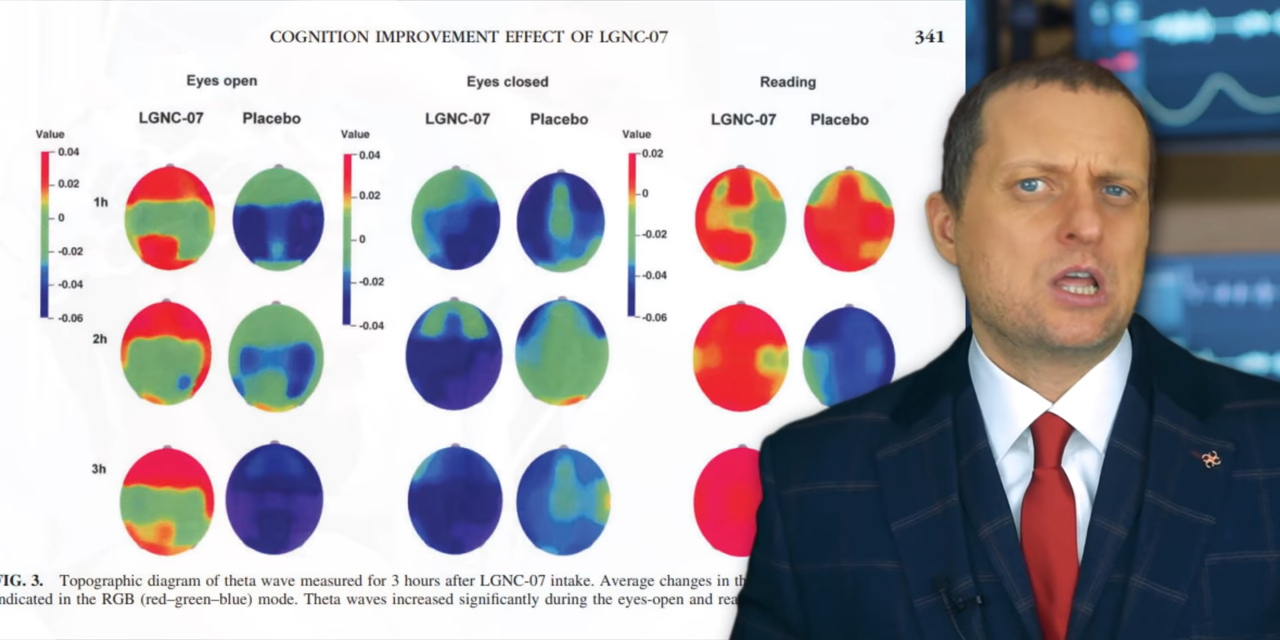 COGNITION IMPROVEMENT EFFECT OF LGNC-07
341
Eyes open
Eyes closed
Reading
LGNC-07
Placebo
LGNC-07
Placebo
LGNC-07
Placebo
Value
Value
Value
0.04
0.02
0
-0.02
-0.04
-0.06
0.04
0.02
0
-0.02
-0.04
0.02
0
-0.02
-0.04
-0.06
1h
2h
3h
FIG. 3. Topographic diagram of theta wave measured for 3 hours after LGNC-07 intake. Average changes in
indicated in the RGB (red–green–blue) mode. Theta waves increased significantly during the eyes-open and